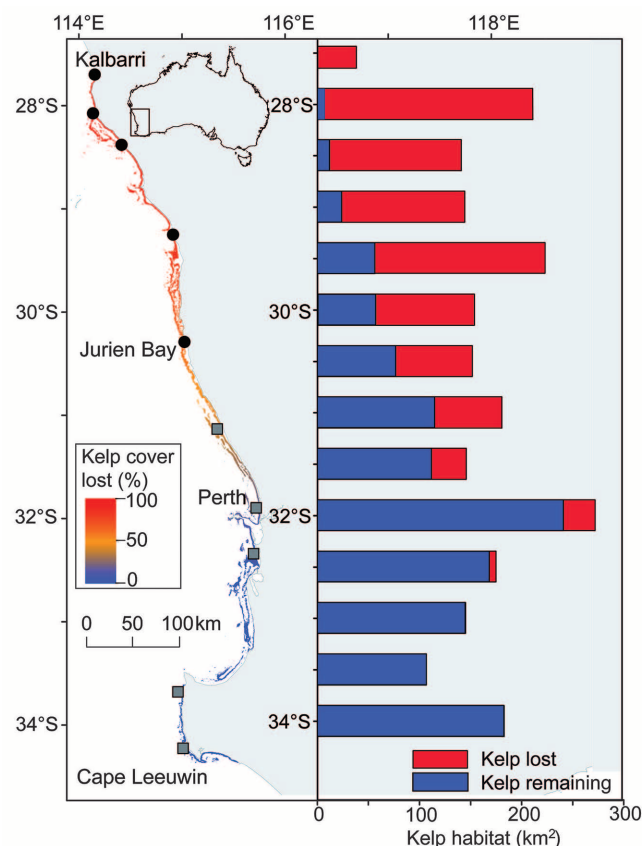 114°E
116°E
118°E
Kalbarri
28°S
28°S
30°S
30°S
Jurien Bay
Kelp cover
lost (%)
100
50
0
Perth
32°S
32°S
0 50 100km
34°S
34°S
Cape Leeuwin
Kelp lost
Kelp remaining
0 100 200 300
Kelp habitat (km²)